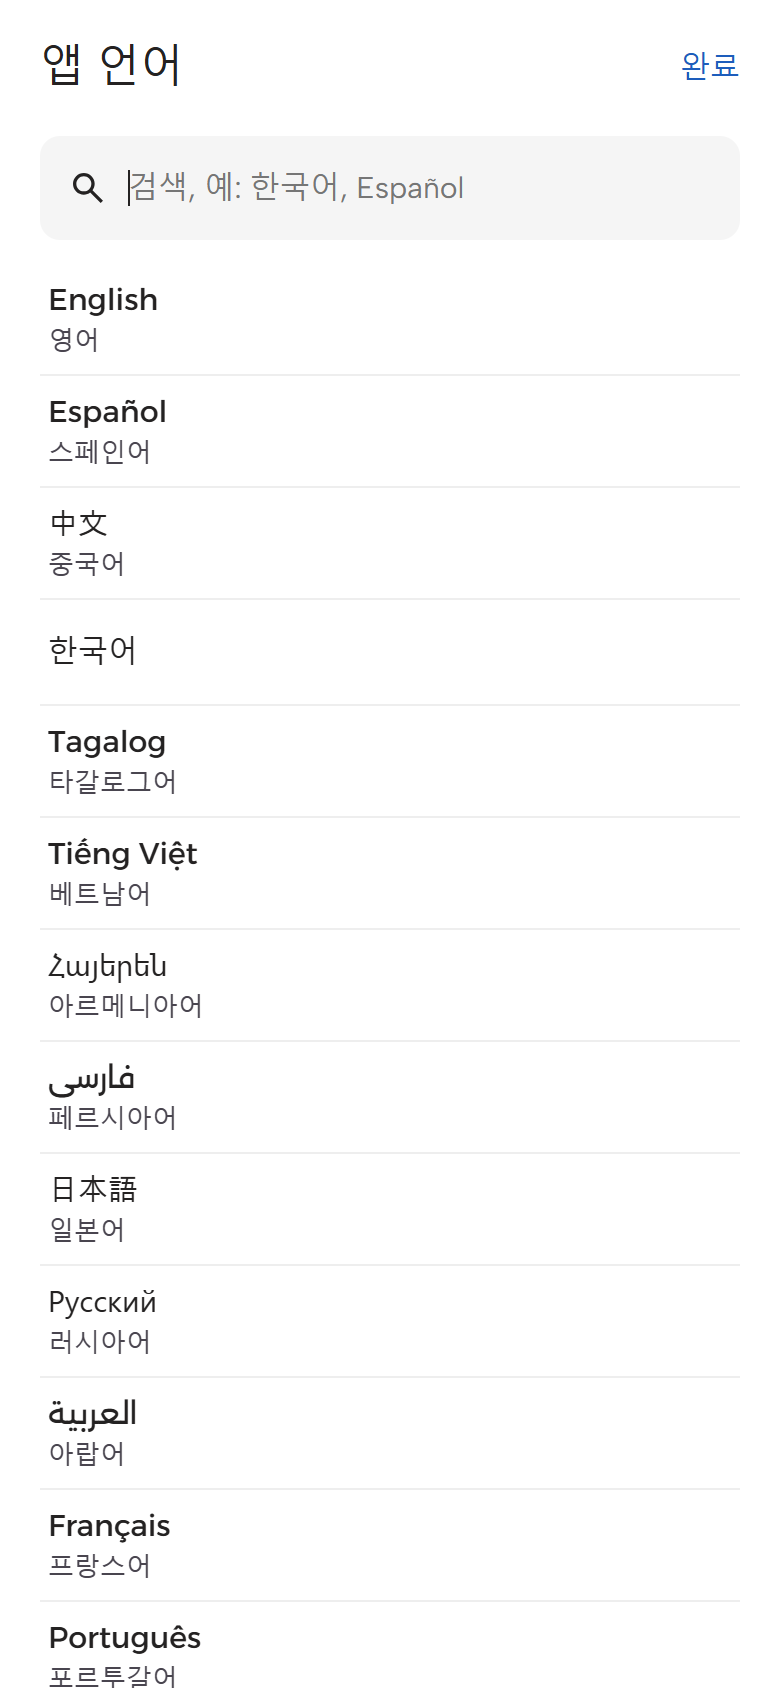 앱 언어
완료
검색, 예: 한국어, Español
English
영어
Español
스페인어
中文
중국어
한국어
Tagalog
타갈로그어
Tiếng Việt
베트남어
Հայերեն
아르메니아어
فارسی
페르시아어
日本語
일본어
Русский
러시아어
العربية
아랍어
Français
프랑스어
Português
포르투갈어